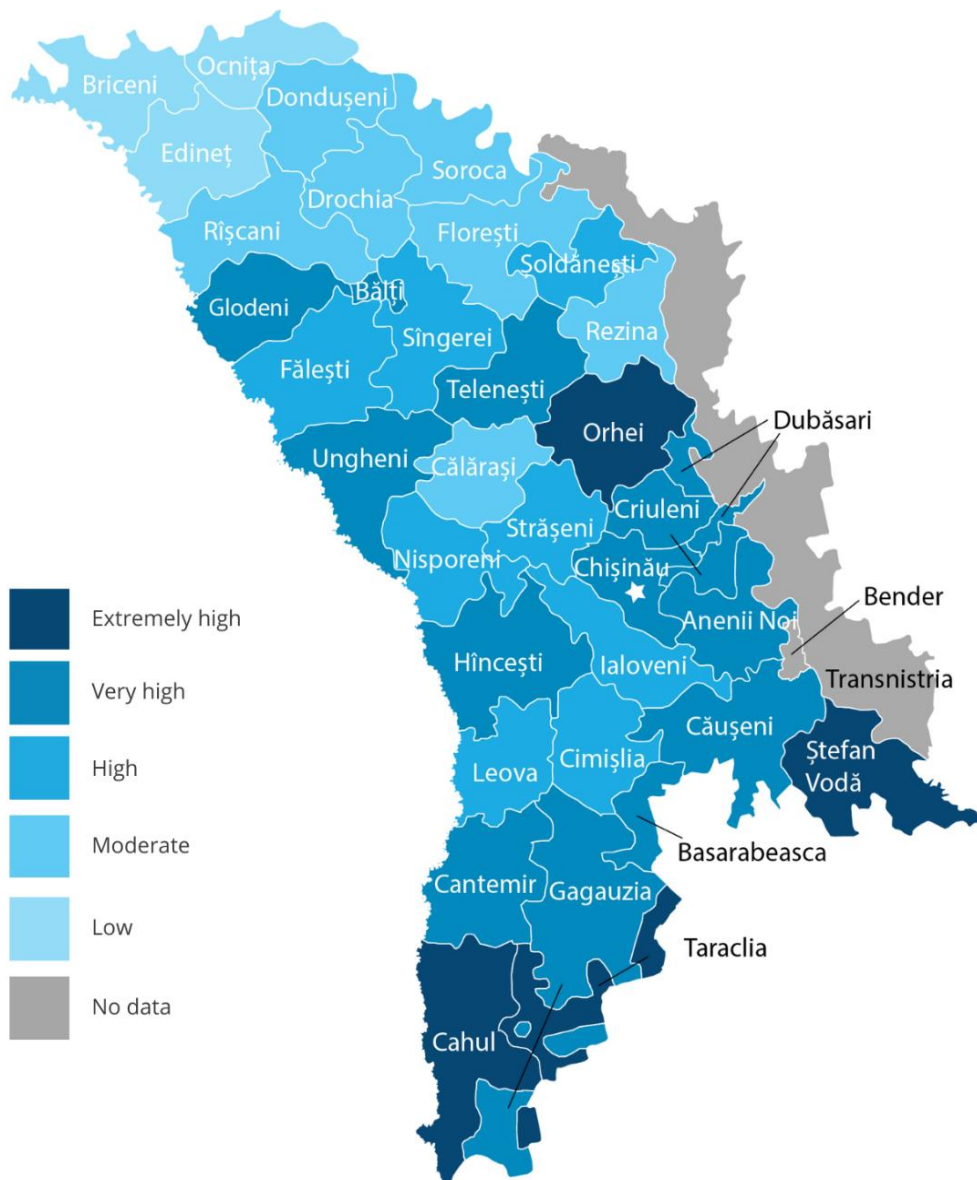 Ocnița
Briceni
Dondușeni
Edineț
Soroca
Drochia
Rîșcani
Florești
Șoldănești
Bălți
Glodeni
Rezina
Sîngerei
Fălești
Telenești
Orhei
Dubăsari
Ungheni
Călărași
Criuleni
Strășeni
Nisporeni
Chișinău
Bender
Anenii Noi
Extremely high
Hîncești
Ialoveni
Transnistria
Very high
Căușeni
Ștefan
Vodă
High
Leova
Cimișlia
Moderate
Basarabeasca
Cantemir
Gagauzia
Low
Taraclia
No data
Cahul